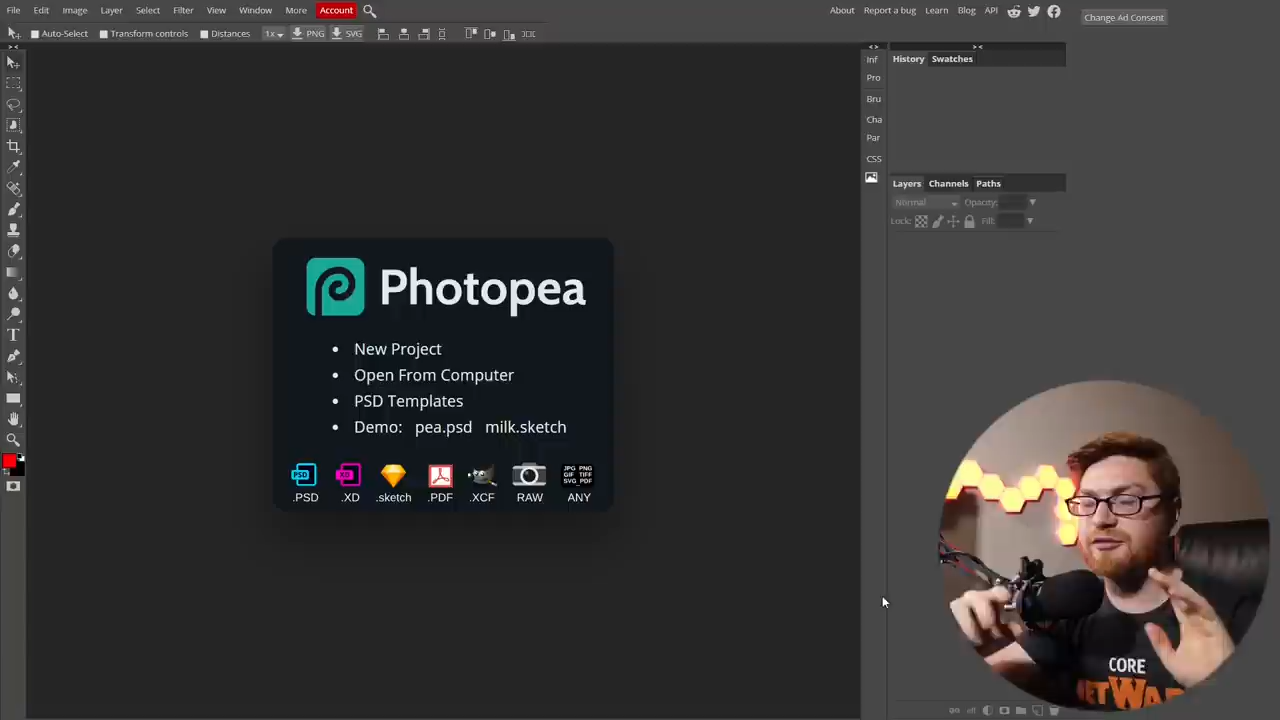 File Edit Image Layer Select Filter View Window More Account
About Report a bug Learn Blog API
Change Ad Consent
Auto-Select Transform controls Distances 1x PNG SVG
Inf
Pro
Bru
Cha
Par
CSS
History Swatches
Layers Channels Paths
Normal Opacity:
Lock: Fill:
Photopea
New Project
Open From Computer
PSD Templates
Demo: pea.psd milk.sketch
PSD XD JPG PNG
GIF TIFF
SVG PDF
.PSD .XD .sketch .PDF .XCF RAW ANY
CORE